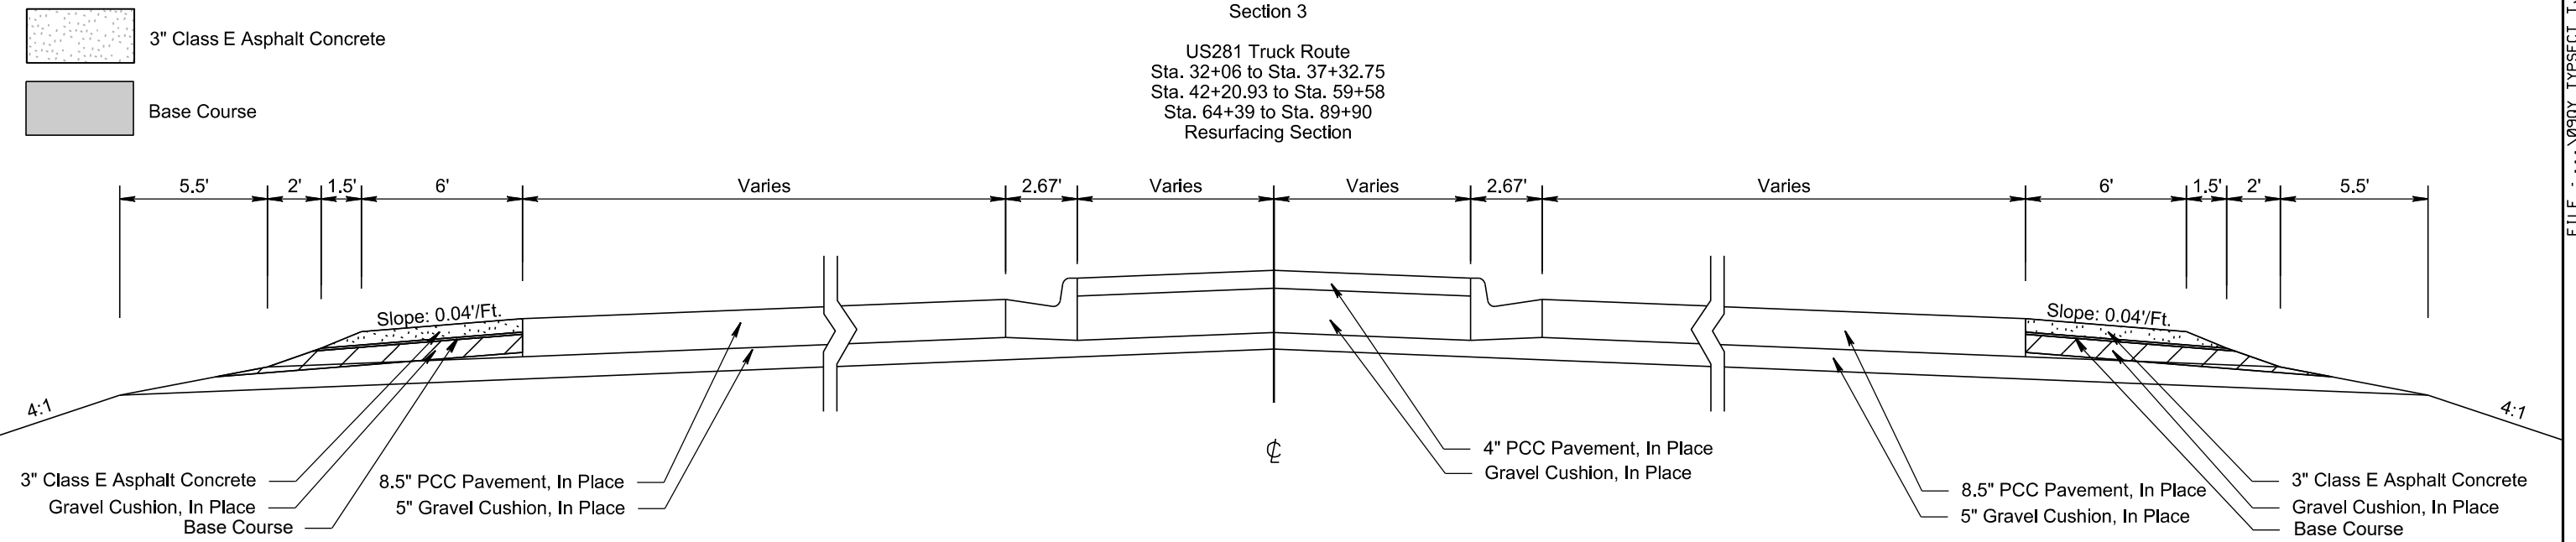 Section 3
3" Class E Asphalt Concrete
Base Course
US281 Truck Route
Sta. 32+06 to Sta. 37+32.75
Sta. 42+20.93 to Sta. 59+58
Sta. 64+39 to Sta. 89+90
Resurfacing Section
5.5' 2' 1.5' 6' Varies 2.67' Varies Varies 2.67' Varies 6' 1.5' 2' 5.5'
Slope: 0.04'/Ft.
Slope: 0.04'/Ft.
4:1
4:1
3" Class E Asphalt Concrete
Gravel Cushion, In Place
Base Course
8.5" PCC Pavement, In Place
5" Gravel Cushion, In Place
℄
4" PCC Pavement, In Place
Gravel Cushion, In Place
8.5" PCC Pavement, In Place
5" Gravel Cushion, In Place
3" Class E Asphalt Concrete
Gravel Cushion, In Place
Base Course